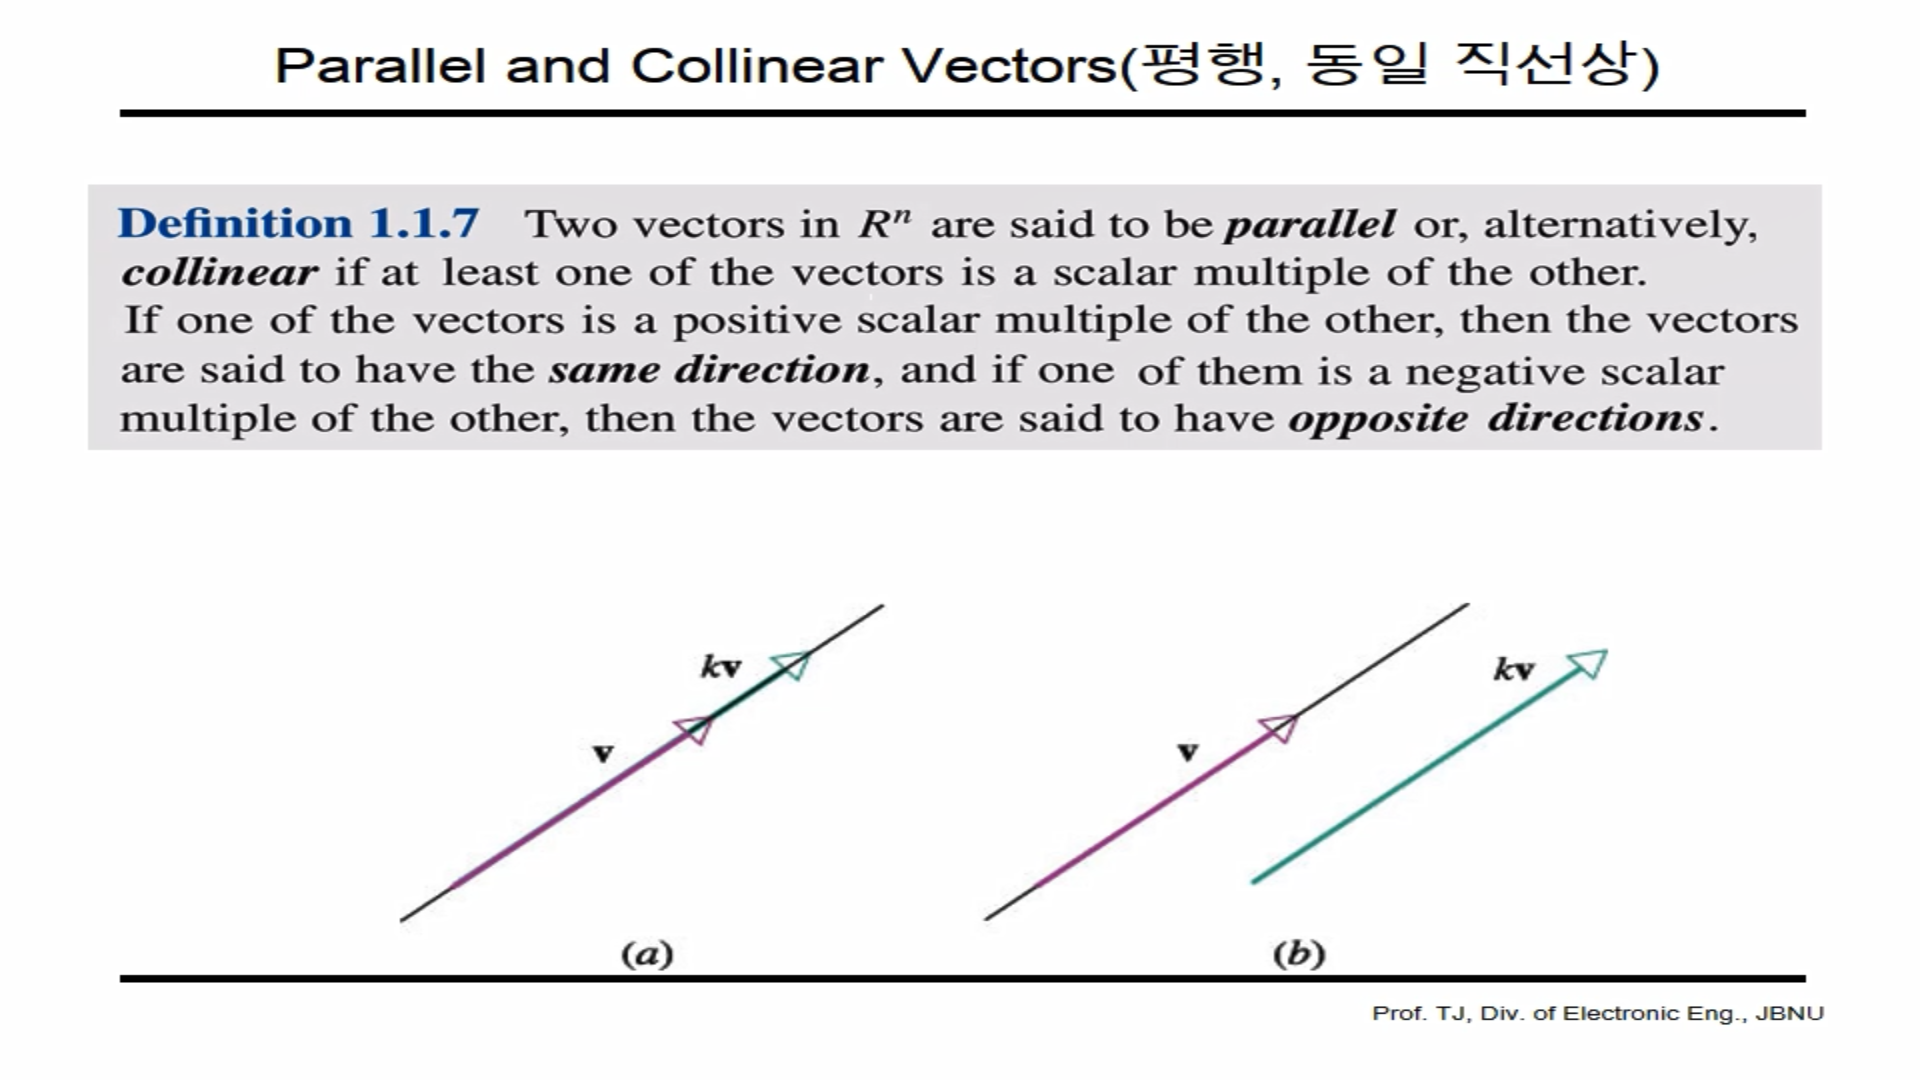 Parallel and Collinear Vectors(평행, 동일 직선상)
Definition 1.1.7 Two vectors in Rⁿ are said to be parallel or, alternatively,
collinear if at least one of the vectors is a scalar multiple of the other.
If one of the vectors is a positive scalar multiple of the other, then the vectors
are said to have the same direction, and if one of them is a negative scalar
multiple of the other, then the vectors are said to have opposite directions.
kv
v
(a)
kv
v
(b)
Prof. TJ, Div. of Electronic Eng., JBNU